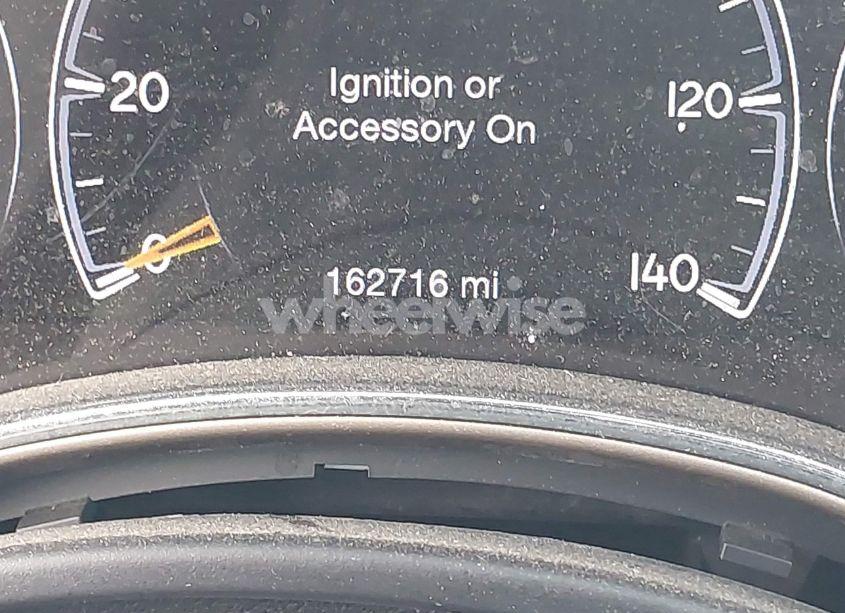 Ignition or
Accessory On
20
120
0
140
162716 mi
wheelwise